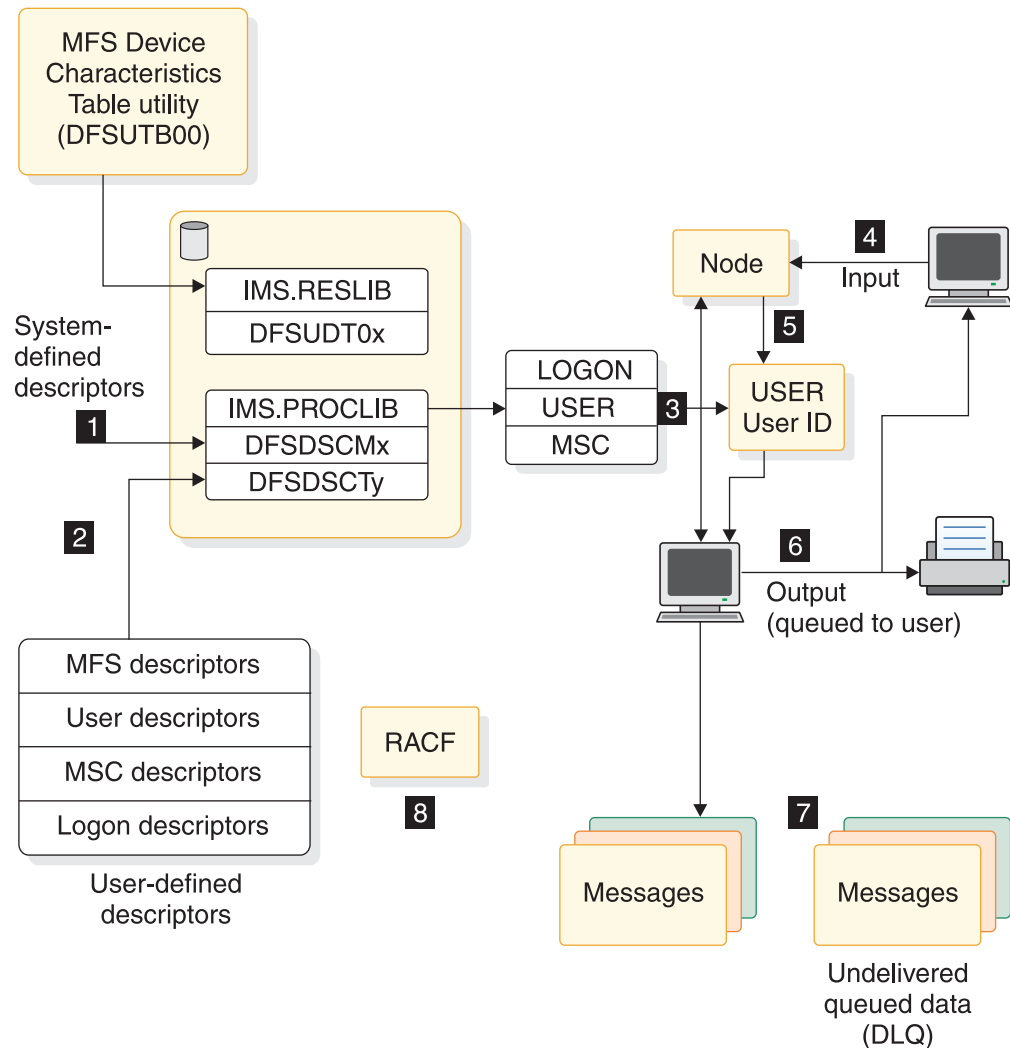 MFS Device
Characteristics
Table utility
(DFSUTB00)
IMS.RESLIB
DFSUDT0x
System-
defined
descriptors
1
IMS.PROCLIB
DFSDSCMx
DFSDSCTy
2
LOGON
USER
MSC
3
Node
4
Input
5
USER
User ID
6
Output
(queued to user)
MFS descriptors
User descriptors
MSC descriptors
Logon descriptors
User-defined
descriptors
RACF
8
Messages
7
Messages
Undelivered
queued data
(DLQ)